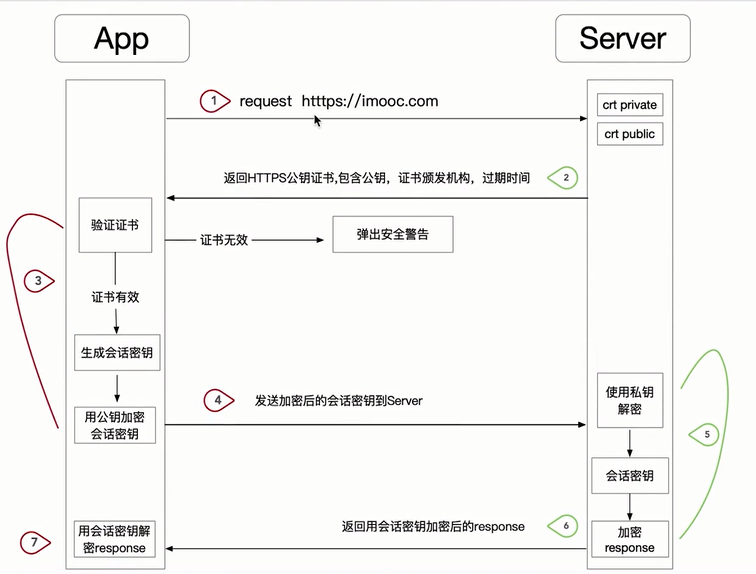 App
Server
1
request htttps://imooc.com
crt private
crt public
返回HTTPS公钥证书,包含公钥，证书颁发机构，过期时间
2
验证证书
证书无效
弹出安全警告
3
证书有效
生成会话密钥
用公钥加密
会话密钥
4
发送加密后的会话密钥到Server
使用私钥
解密
5
会话密钥
加密
response
返回用会话密钥加密后的response
6
7
用会话密钥解
密response